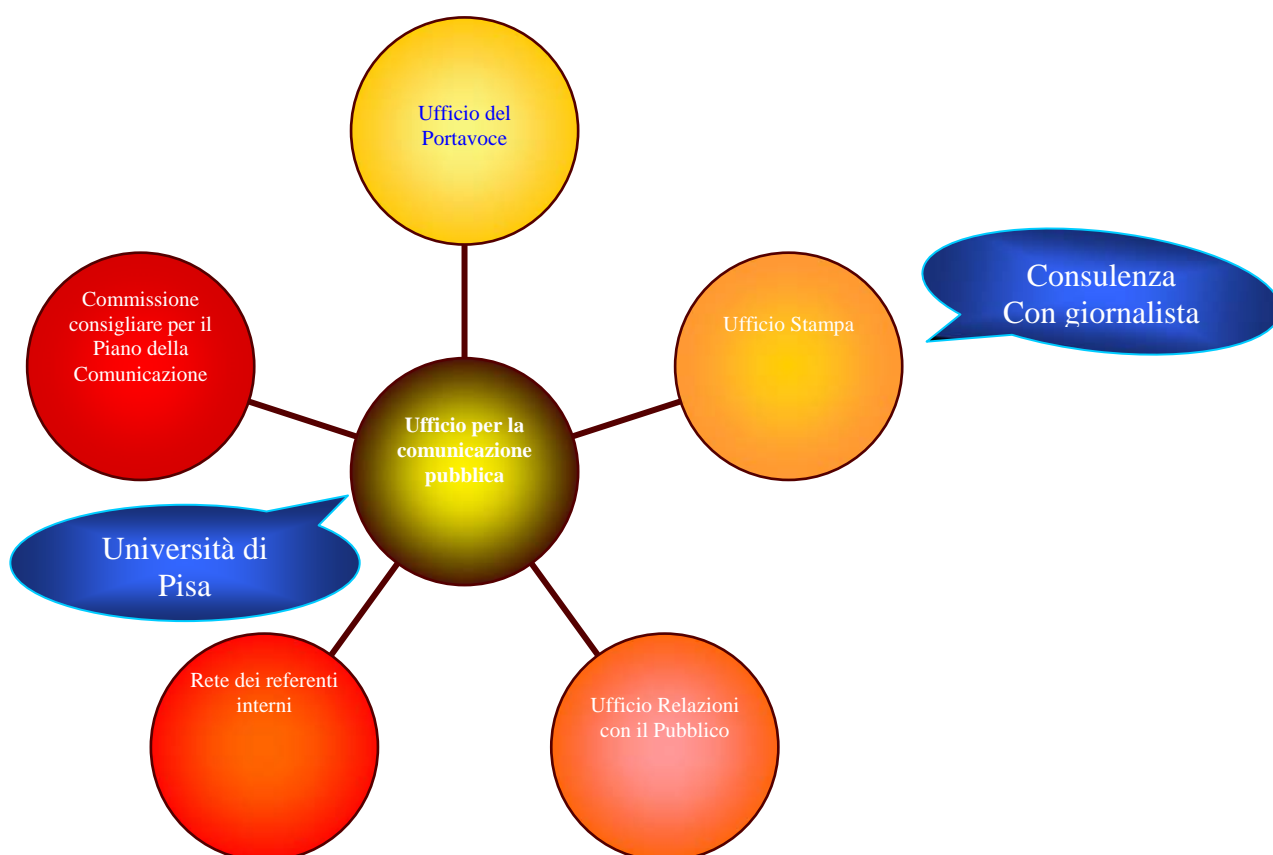 Ufficio del
Portavoce
Commissione
consigliare per il
Piano della
Comunicazione
Ufficio Stampa
Consulenza
Con giornalista
Ufficio per la
comunicazione
pubblica
Università di
Pisa
Rete dei referenti
interni
Ufficio Relazioni
con il Pubblico